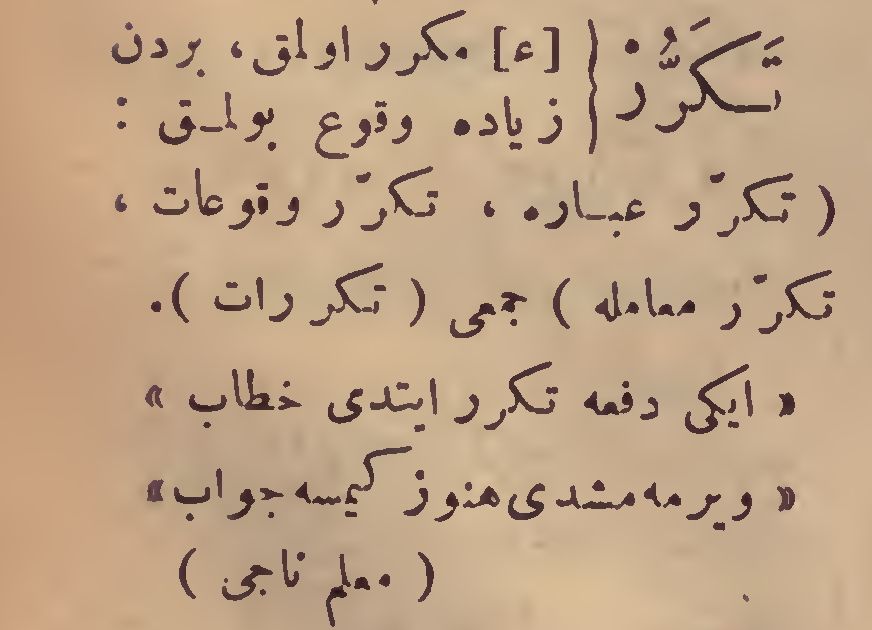 تَكَرُّرْ } [ع] مكرر اولمق، بردن
زياده وقوع بولمق :
( تكرّر عباره ، تكرّر وقوعات ،
تكرّر معامله ) جمعى ( تكررات ).
« ايكى دفعه تكرر ايتدى خطاب »
« ويرمه مشدى هنوز كيمسه جواب »
( معلم ناجى )